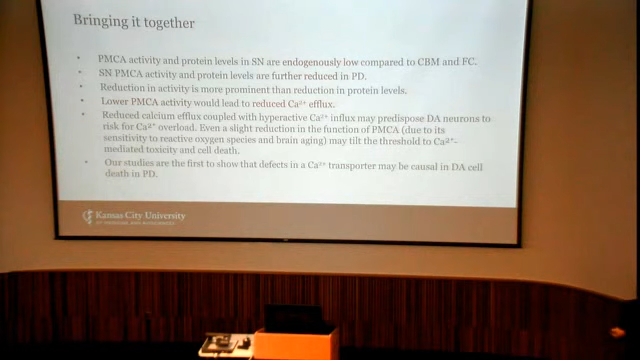 Bringing it together
• PMCA activity and protein levels in SN are endogenously low compared to CBM and FC.
• SN PMCA activity and protein levels are further reduced in PD.
• Reduction in activity is more prominent than reduction in protein levels.
• Lower PMCA activity would lead to reduced Ca²⁺ efflux.
• Reduced calcium efflux coupled with hyperactive Ca²⁺ influx may predispose DA neurons to
risk for Ca²⁺ overload. Even a slight reduction in the function of PMCA (due to its
sensitivity to reactive oxygen species and brain aging) may tilt the threshold to Ca²⁺-
mediated toxicity and cell death.
• Our studies are the first to show that defects in a Ca²⁺ transporter may be causal in DA cell
death in PD.
Kansas City University